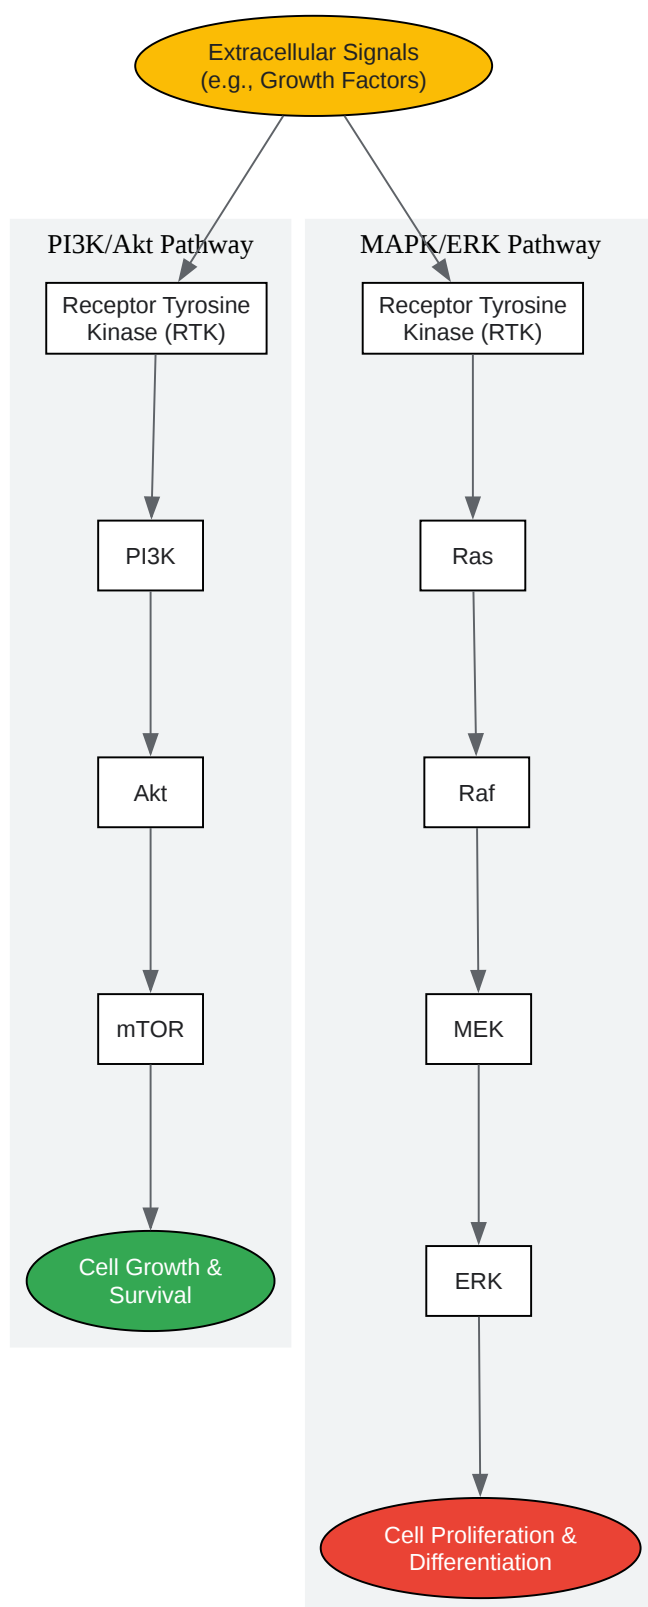 Extracellular Signals
(e.g., Growth Factors)
PI3K/Akt Pathway
Receptor Tyrosine
Kinase (RTK)
PI3K
Akt
mTOR
Cell Growth &
Survival
MAPK/ERK Pathway
Receptor Tyrosine
Kinase (RTK)
Ras
Raf
MEK
ERK
Cell Proliferation &
Differentiation